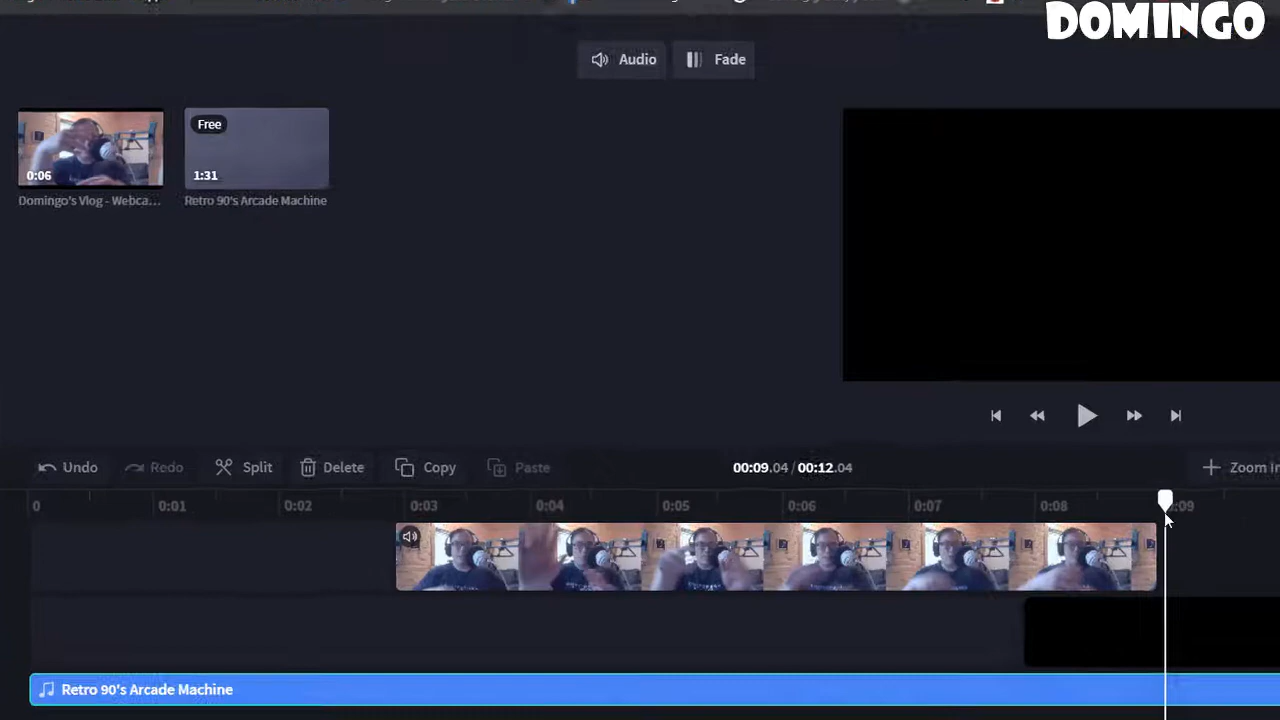 DOMINGO
Audio Fade
Free
0:06 1:31
Domingo's Vlog - Webca... Retro 90's Arcade Machine
Undo Redo Split Delete Copy Paste 00:09.04 / 00:12.04 Zoom In
0 0:01 0:02 0:03 0:04 0:05 0:06 0:07 0:08 :09
Retro 90's Arcade Machine